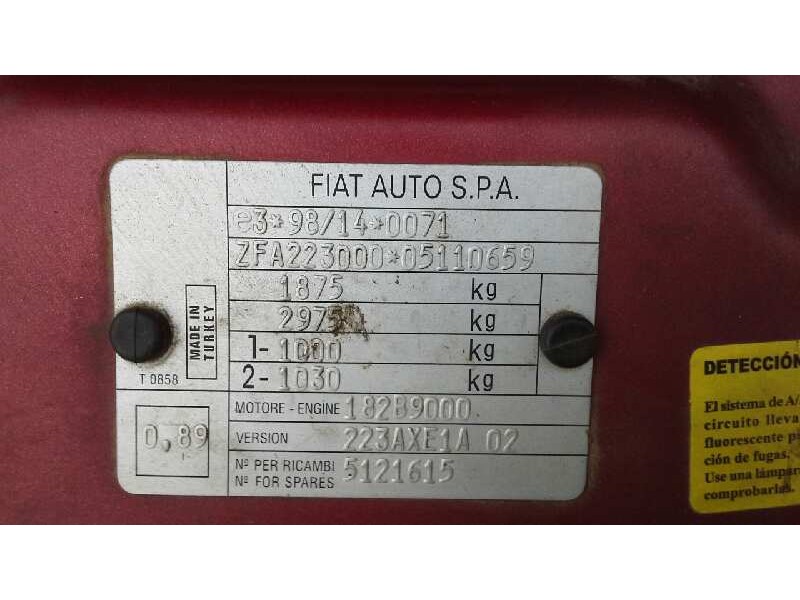 FIAT AUTO S.P.A.
e3*98/14*0071
ZFA223000*05110659
1875 kg
2975 kg
1- 1000 kg
2- 1030 kg
MADE IN
TURKEY
T 0858
0,89
MOTORE - ENGINE 182B9000
VERSION 223AXE1A 02
Nº PER RICAMBI
Nº FOR SPARES
5121615
DETECCIÓN
El sistema de A/
circuito lleva
fluorescente
ción de fugas.
Use una
comprobarlas.